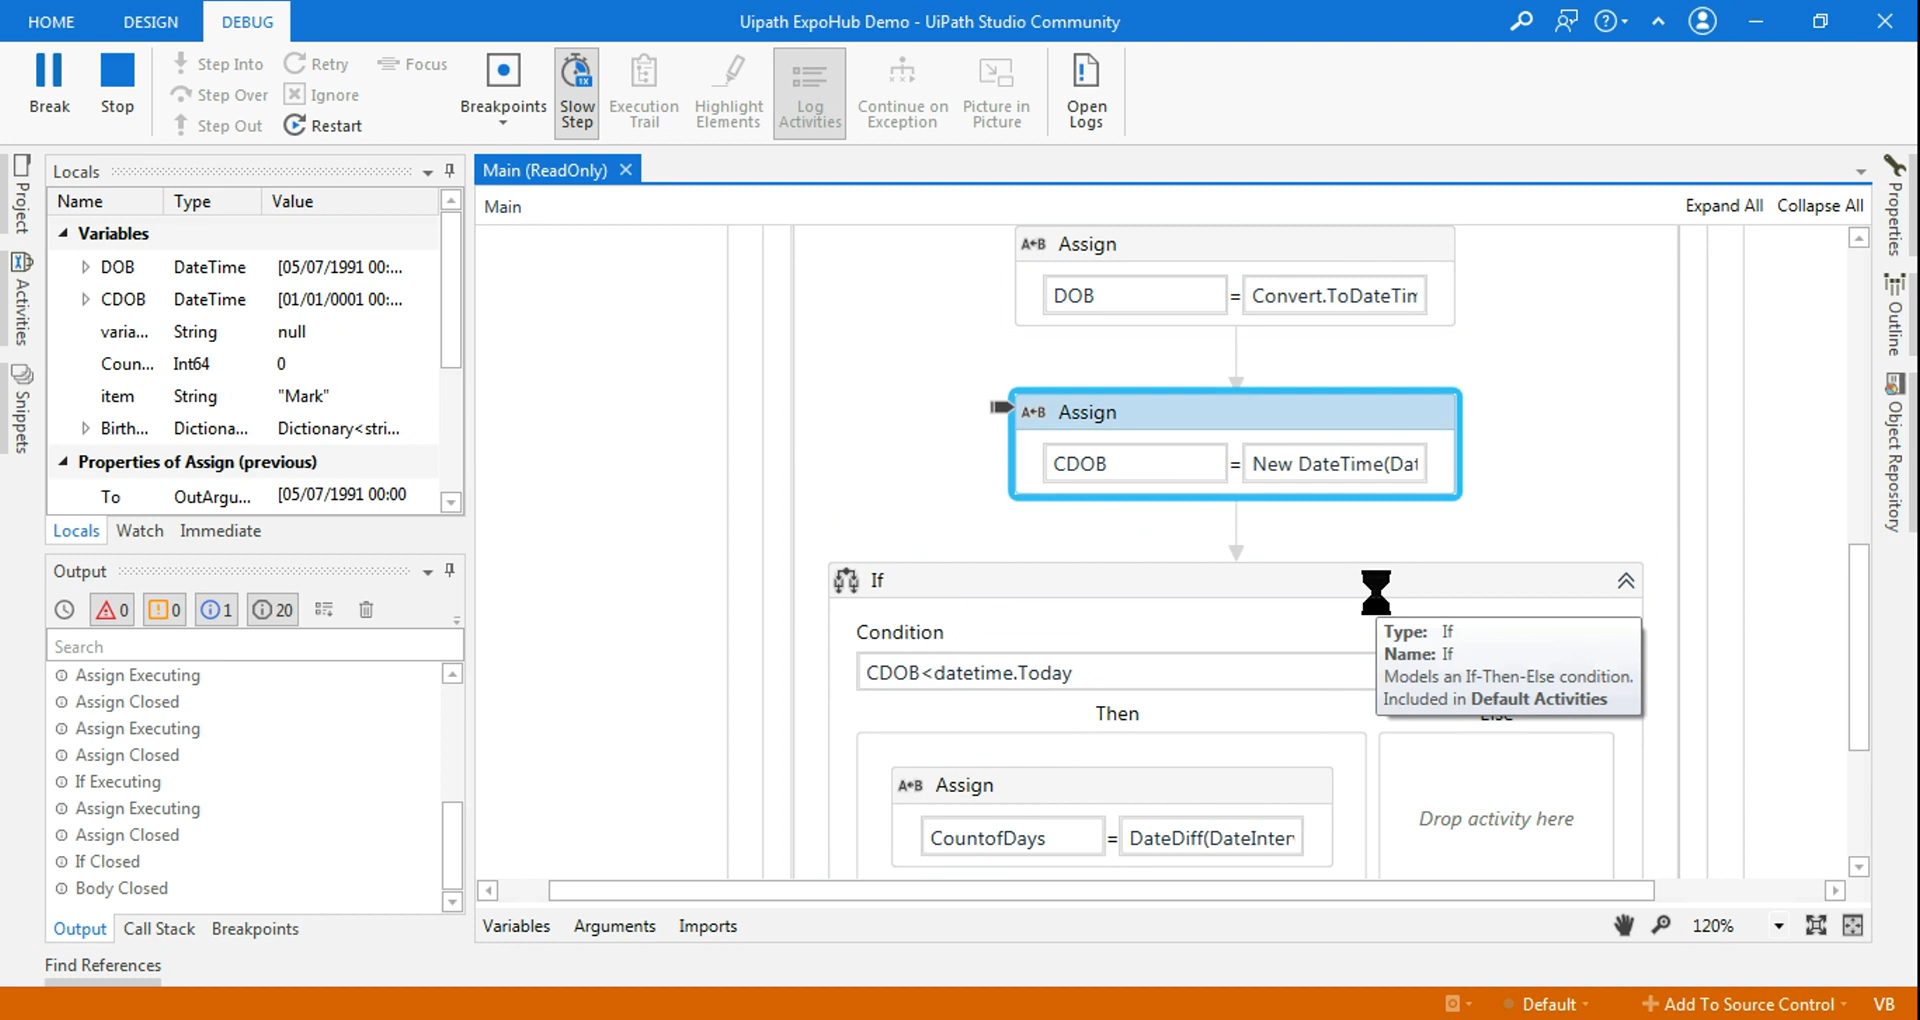 HOME DESIGN DEBUG Uipath ExpoHub Demo - UiPath Studio Community
Break Stop
Step Into Retry Focus
Step Over Ignore
Step Out Restart
Breakpoints
Slow Step
Execution Trail
Highlight Elements
Log Activities
Continue on Exception
Picture in Picture
Open Logs
Project
Activities
Snippets
Locals
Name Type Value
Variables
DOB DateTime [05/07/1991 00:...
CDOB DateTime [01/01/0001 00:...
varia... String null
Coun... Int64 0
item String "Mark"
Birth... Dictiona... Dictionary<stri...
Properties of Assign (previous)
To OutArgu... [05/07/1991 00:00
Locals Watch Immediate
Output
0 0 1 20
Search
Assign Executing
Assign Closed
Assign Executing
Assign Closed
If Executing
Assign Executing
Assign Closed
If Closed
Body Closed
Output Call Stack Breakpoints
Find References
Main (ReadOnly)
Main Expand All Collapse All
A←B Assign
DOB = Convert.ToDateTim
A←B Assign
CDOB = New DateTime(Dat
If
Condition
CDOB<datetime.Today
Type: If
Name: If
Models an If-Then-Else condition.
Included in Default Activities
Then Else
A←B Assign
CountofDays = DateDiff(DateInterv
Drop activity here
Variables Arguments Imports 120%
Properties
Outline
Object Repository
Default Add To Source Control VB